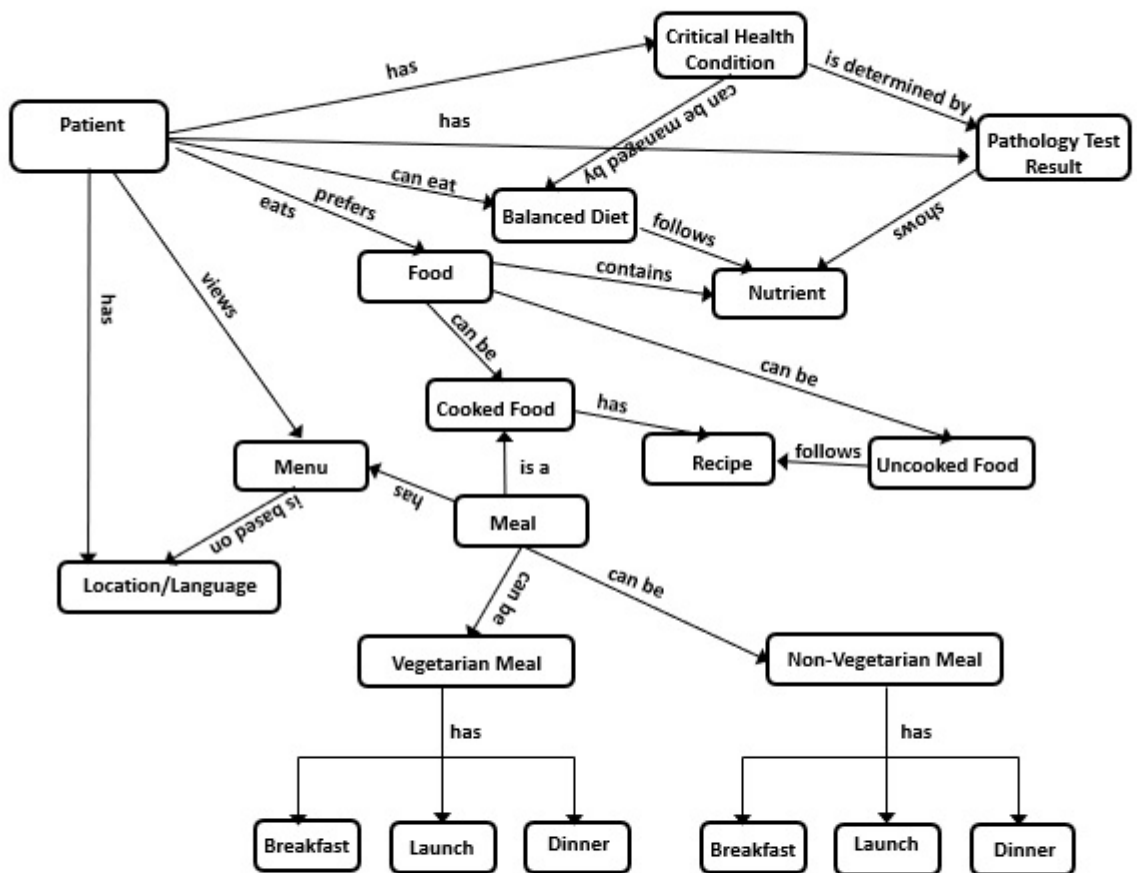 Critical Health
Condition
has
is determined by
Patient
has
can be managed by
Pathology Test
Result
can eat
prefers
eats
Balanced Diet
follows
shows
Food
contains
Nutrient
has
views
can be
can be
Cooked Food
has
Menu
is a
Recipe
follows
Uncooked Food
has
is based on
Meal
Location/Language
can be
can be
Vegetarian Meal
Non-Vegetarian Meal
has
has
Breakfast
Launch
Dinner
Breakfast
Launch
Dinner